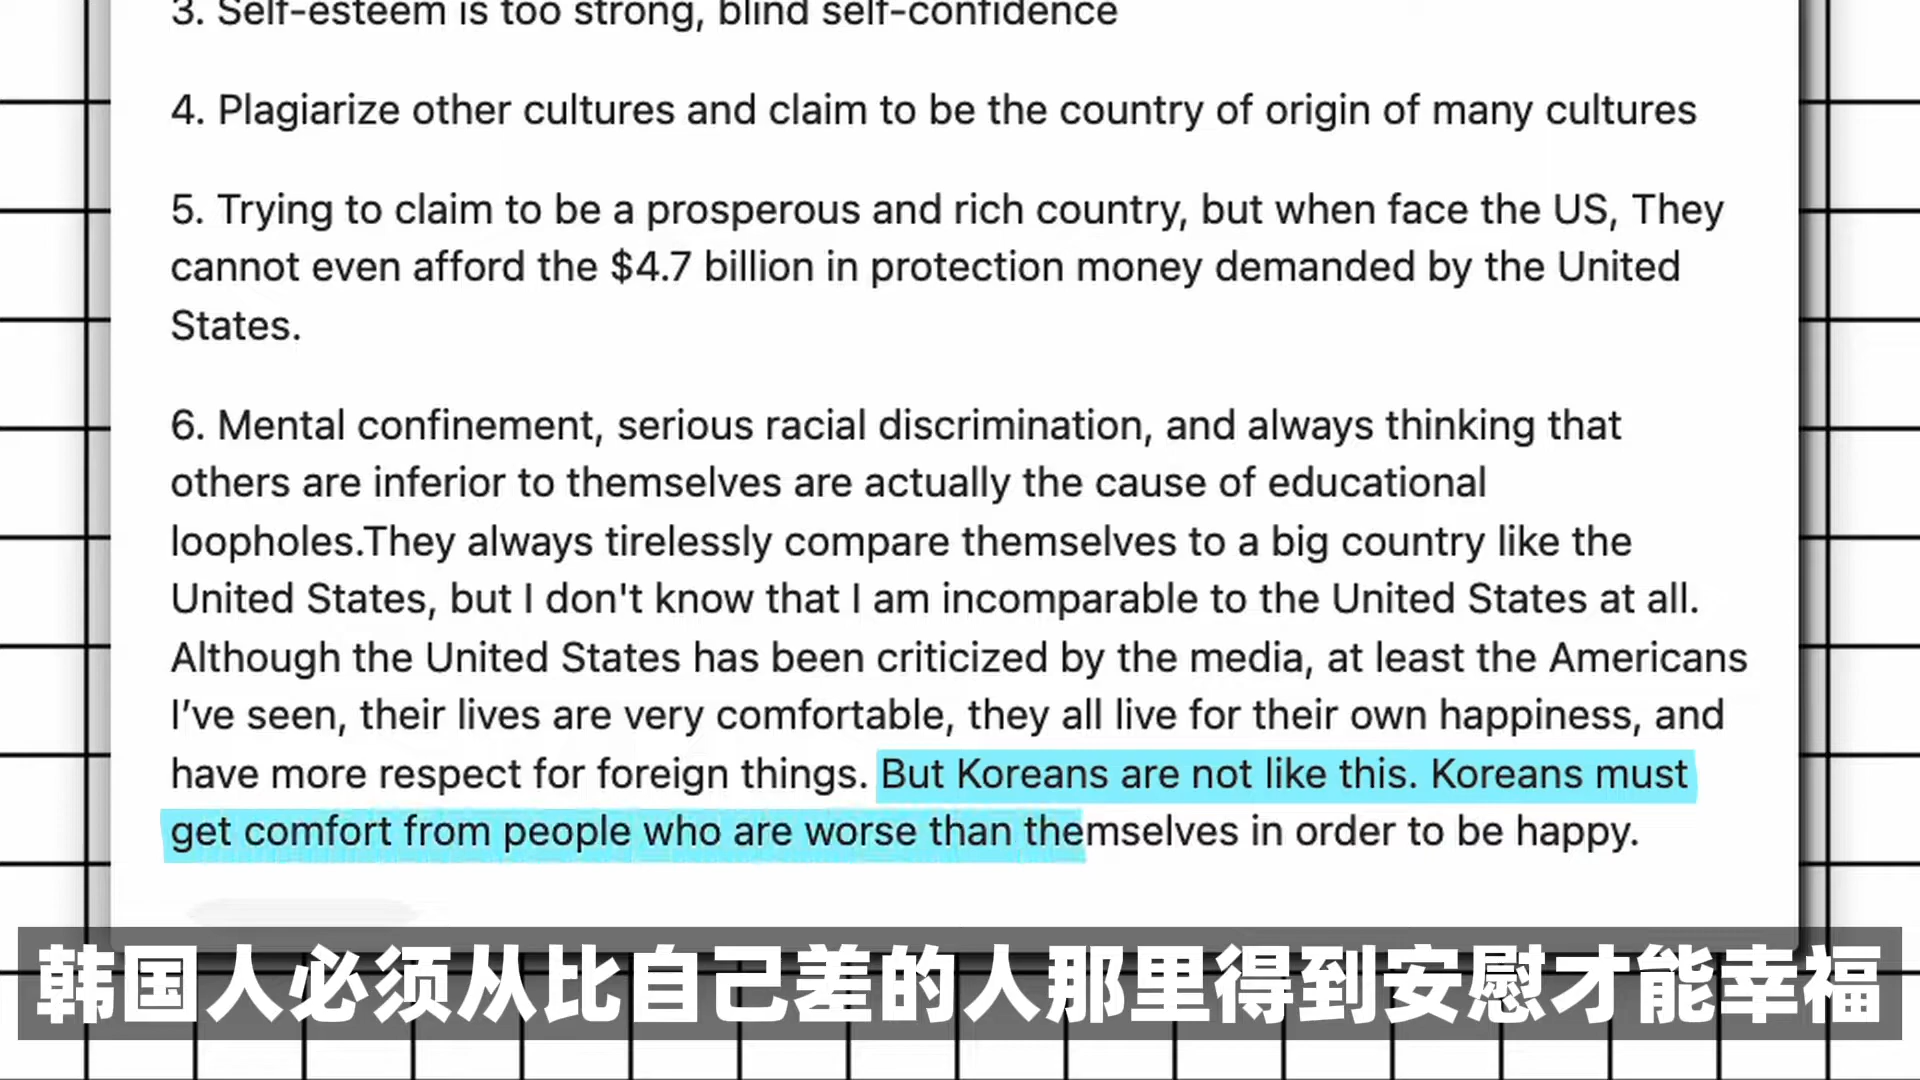 3. Self-esteem is too strong, blind self-confidence
4. Plagiarize other cultures and claim to be the country of origin of many cultures
5. Trying to claim to be a prosperous and rich country, but when face the US, They
cannot even afford the $4.7 billion in protection money demanded by the United
States.
6. Mental confinement, serious racial discrimination, and always thinking that
others are inferior to themselves are actually the cause of educational
loopholes.They always tirelessly compare themselves to a big country like the
United States, but I don't know that I am incomparable to the United States at all.
Although the United States has been criticized by the media, at least the Americans
I’ve seen, their lives are very comfortable, they all live for their own happiness, and
have more respect for foreign things. But Koreans are not like this. Koreans must
get comfort from people who are worse than themselves in order to be happy.
韩国人必须从比自己差的人那里得到安慰才能幸福